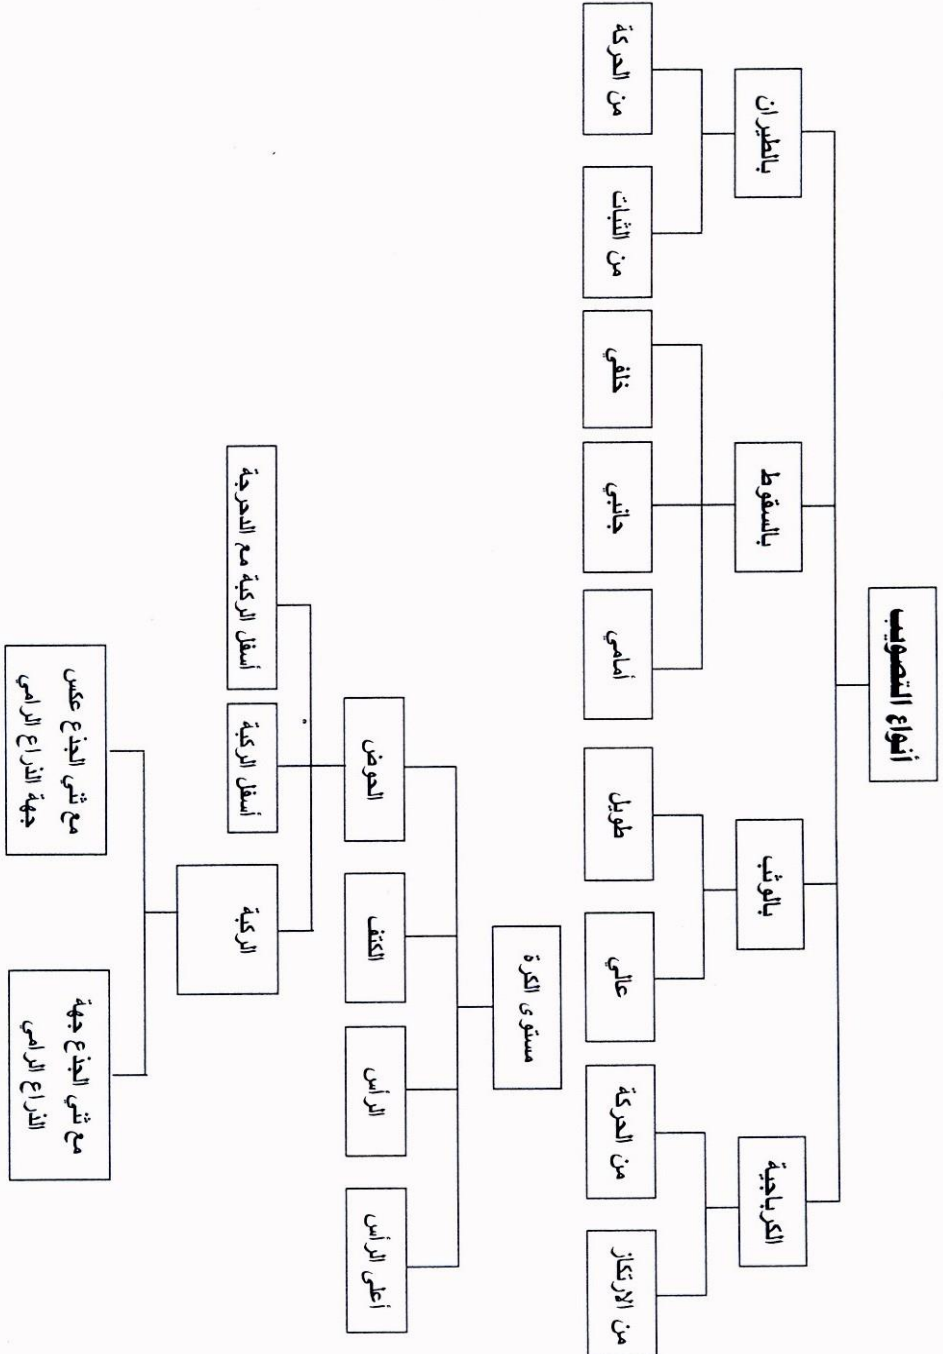 أنواع التصويب
الكرباجية
بالوثب
بالسقوط
بالطيران
من الارتكاز
من الحركة
عالي
طويل
أمامي
جانبي
خلفي
من الثبات
من الحركة
مستوى الكرة
أعلى الرأس
الرأس
الكتف
الحوض
الركبة
أسفل الركبة
أسفل الركبة مع الدحرجة
مع ثني الجذع جهة
الذراع الرامي
مع ثني الجذع عكس
جهة الذراع الرامي